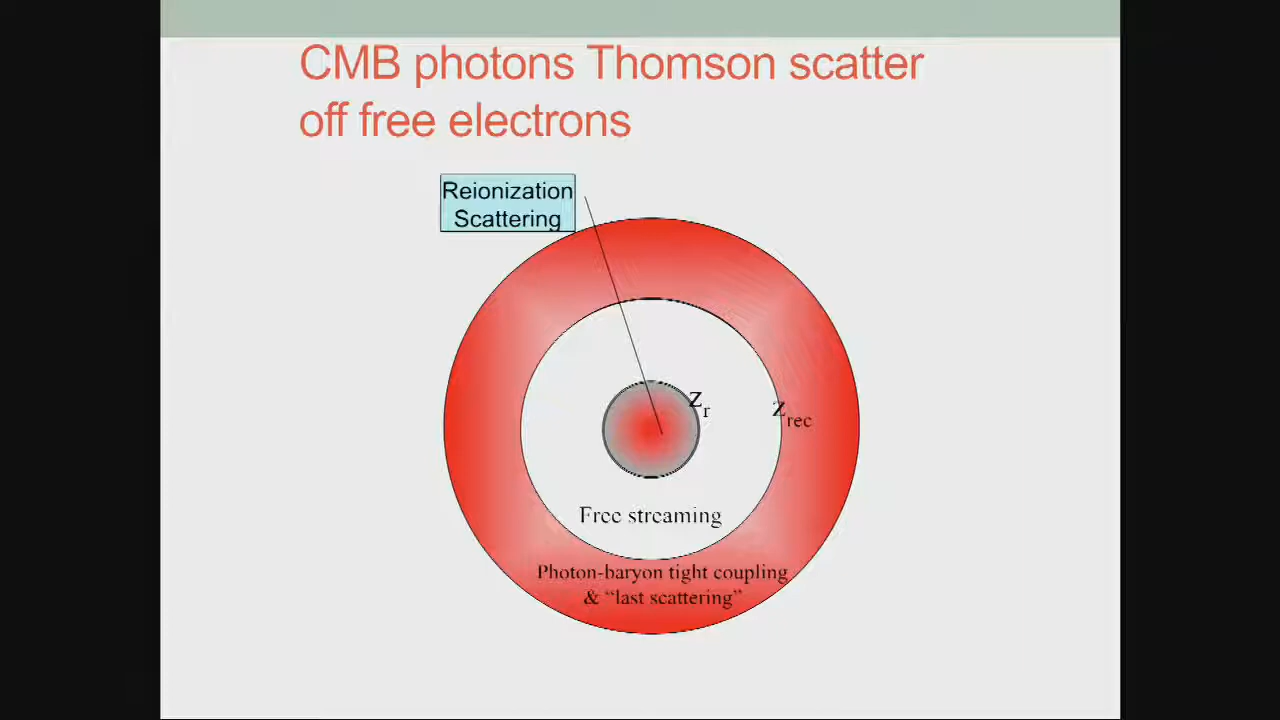 CMB photons Thomson scatter
off free electrons
Reionization
Scattering
z_r
z_rec
Free streaming
Photon-baryon tight coupling
& “last scattering”